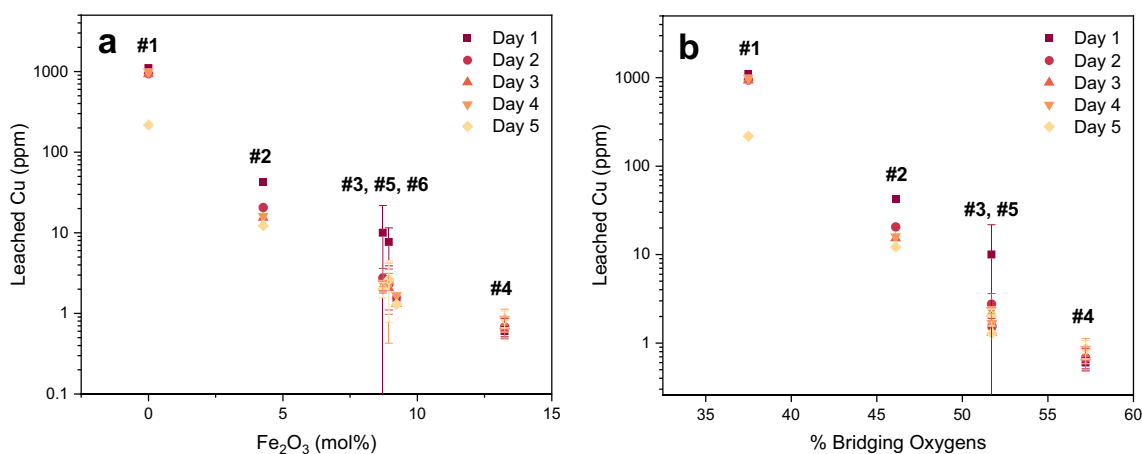 a
#1
#2
#3, #5, #6
#4
Day 1
Day 2
Day 3
Day 4
Day 5
1000
100
10
1
0.1
Leached Cu (ppm)
0
5
10
15
Fe₂O₃ (mol%)
b
#1
#2
#3, #5
#4
Day 1
Day 2
Day 3
Day 4
Day 5
1000
100
10
1
Leached Cu (ppm)
35
40
45
50
55
60
% Bridging Oxygens